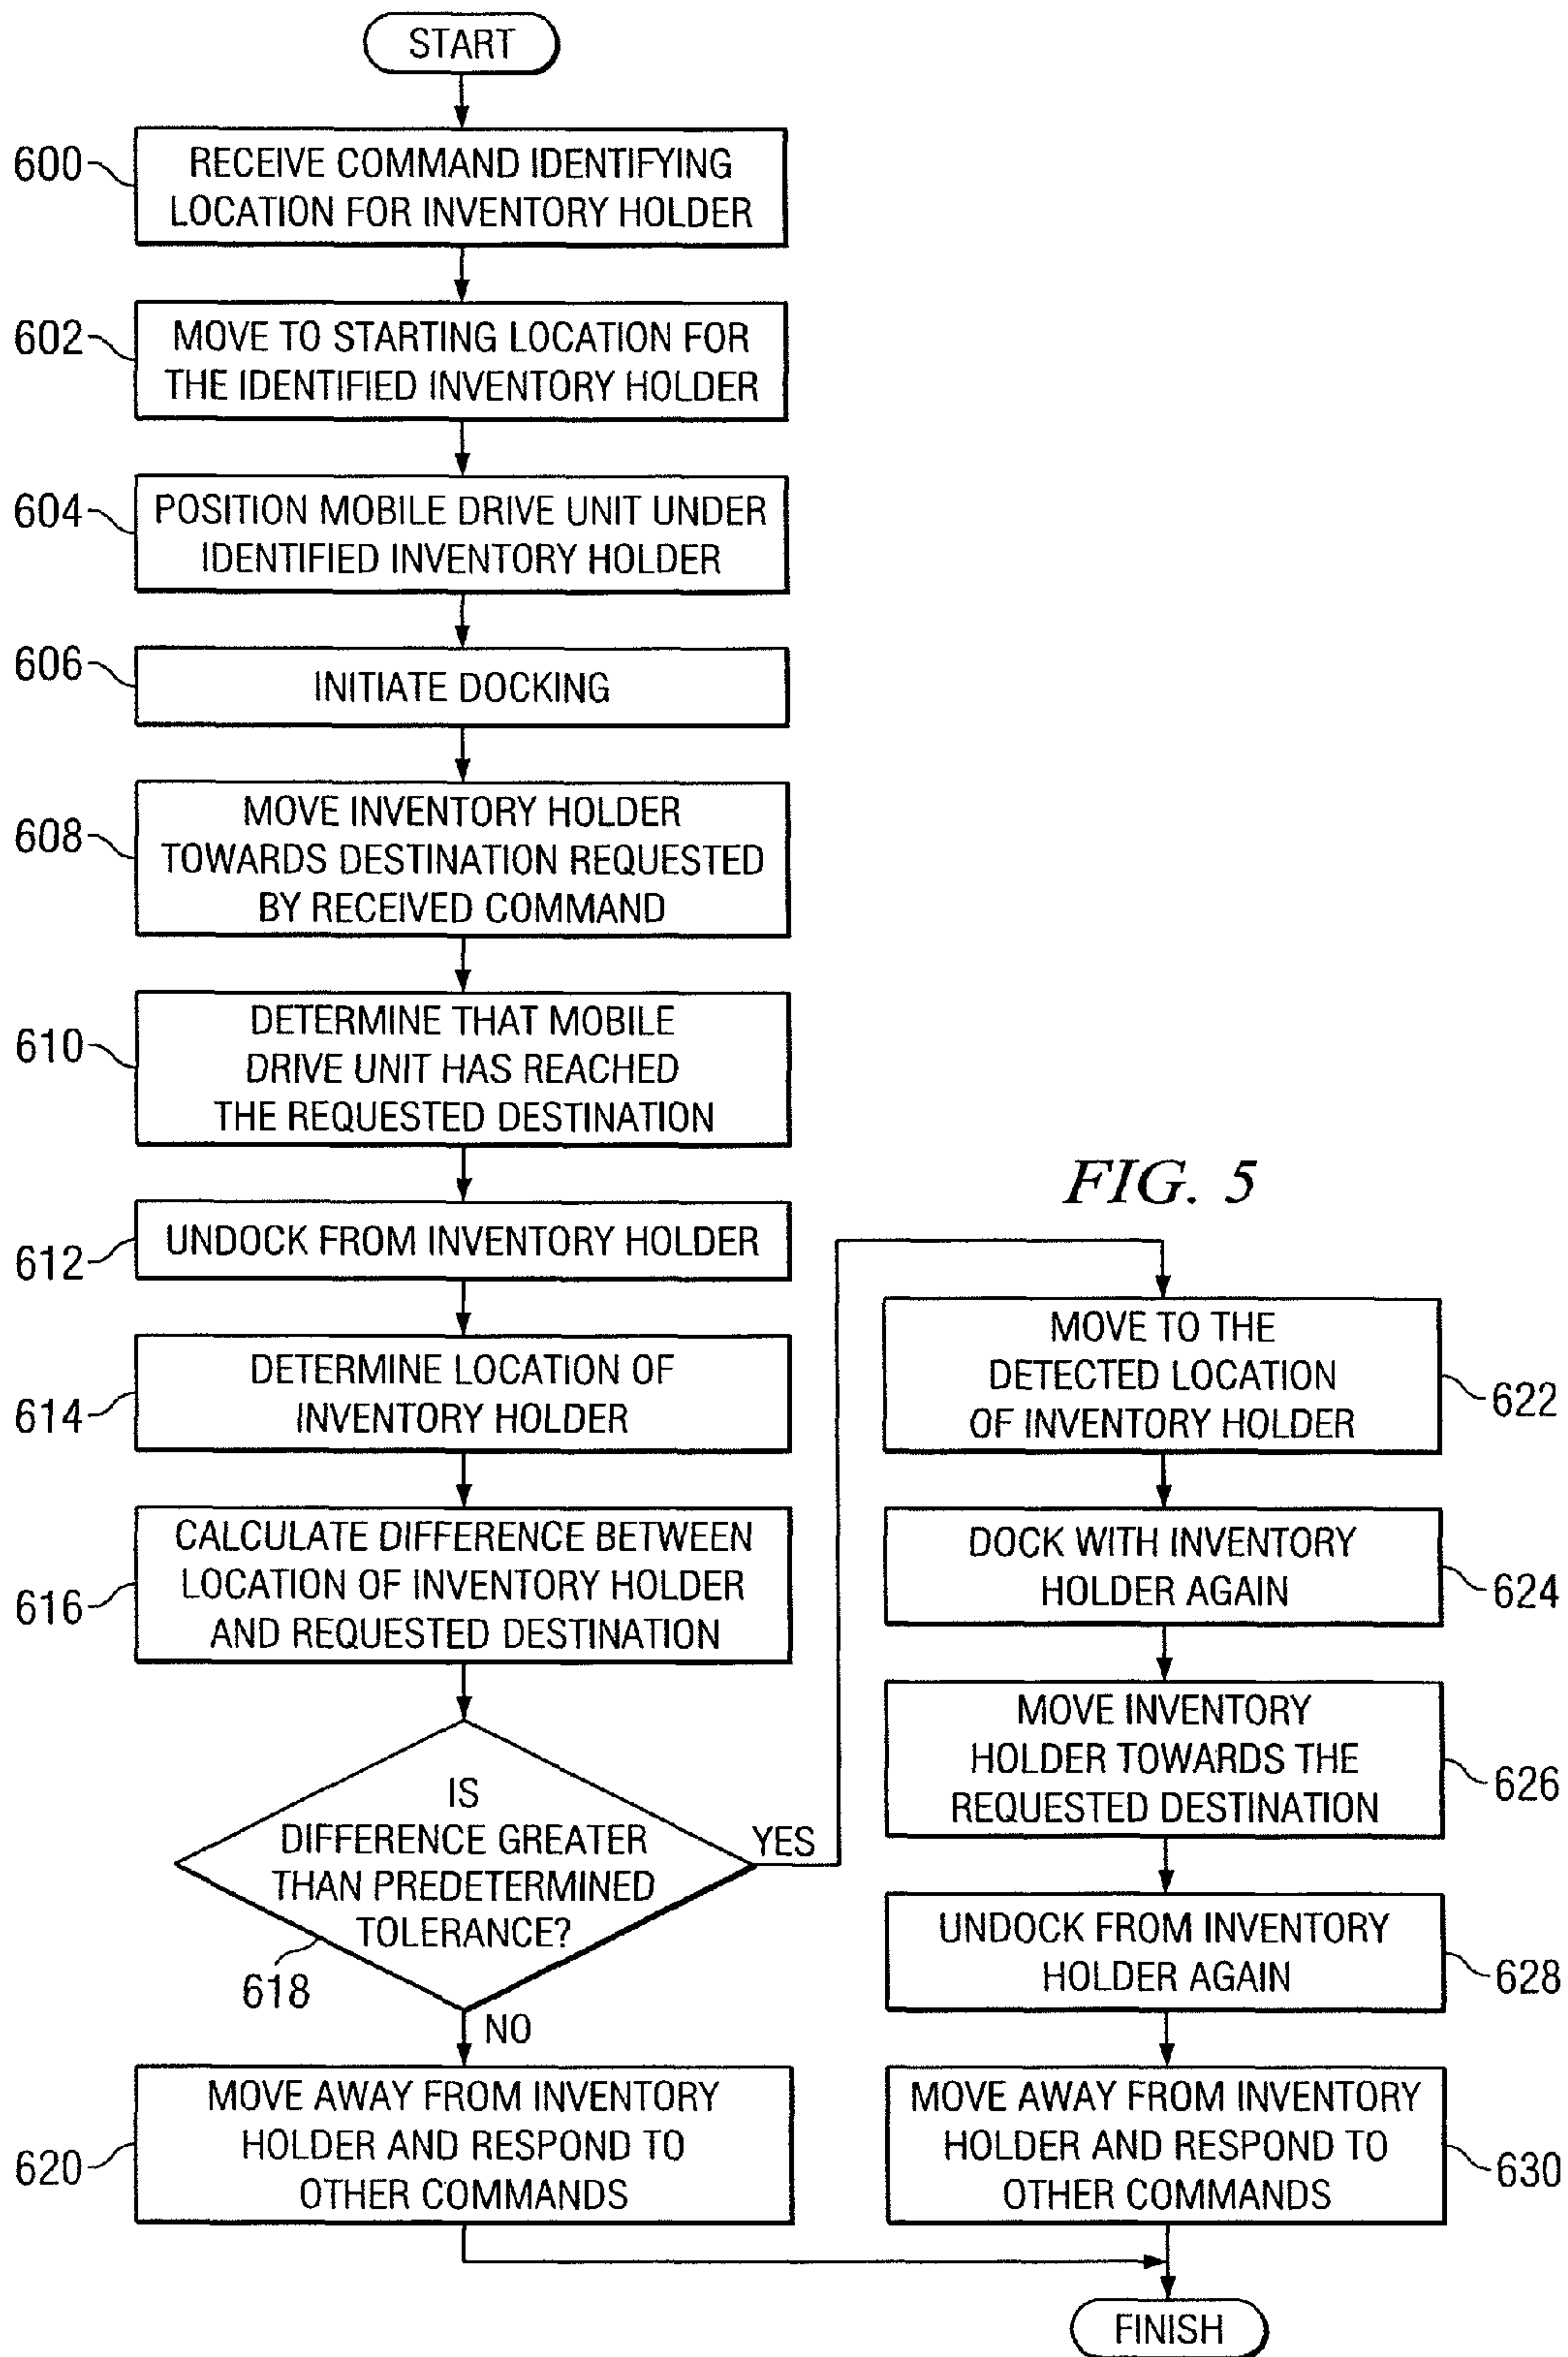 START
600
RECEIVE COMMAND IDENTIFYING
LOCATION FOR INVENTORY HOLDER
602
MOVE TO STARTING LOCATION FOR
THE IDENTIFIED INVENTORY HOLDER
604
POSITION MOBILE DRIVE UNIT UNDER
IDENTIFIED INVENTORY HOLDER
606
INITIATE DOCKING
608
MOVE INVENTORY HOLDER
TOWARDS DESTINATION REQUESTED
BY RECEIVED COMMAND
610
DETERMINE THAT MOBILE
DRIVE UNIT HAS REACHED
THE REQUESTED DESTINATION
612
UNDOCK FROM INVENTORY HOLDER
614
DETERMINE LOCATION OF
INVENTORY HOLDER
616
CALCULATE DIFFERENCE BETWEEN
LOCATION OF INVENTORY HOLDER
AND REQUESTED DESTINATION
IS
DIFFERENCE GREATER
THAN PREDETERMINED
TOLERANCE?
618
YES
NO
620
MOVE AWAY FROM INVENTORY
HOLDER AND RESPOND TO
OTHER COMMANDS
FIG. 5
MOVE TO THE
DETECTED LOCATION
OF INVENTORY HOLDER
622
DOCK WITH INVENTORY
HOLDER AGAIN
624
MOVE INVENTORY
HOLDER TOWARDS THE
REQUESTED DESTINATION
626
UNDOCK FROM INVENTORY
HOLDER AGAIN
628
MOVE AWAY FROM INVENTORY
HOLDER AND RESPOND TO
OTHER COMMANDS
630
FINISH